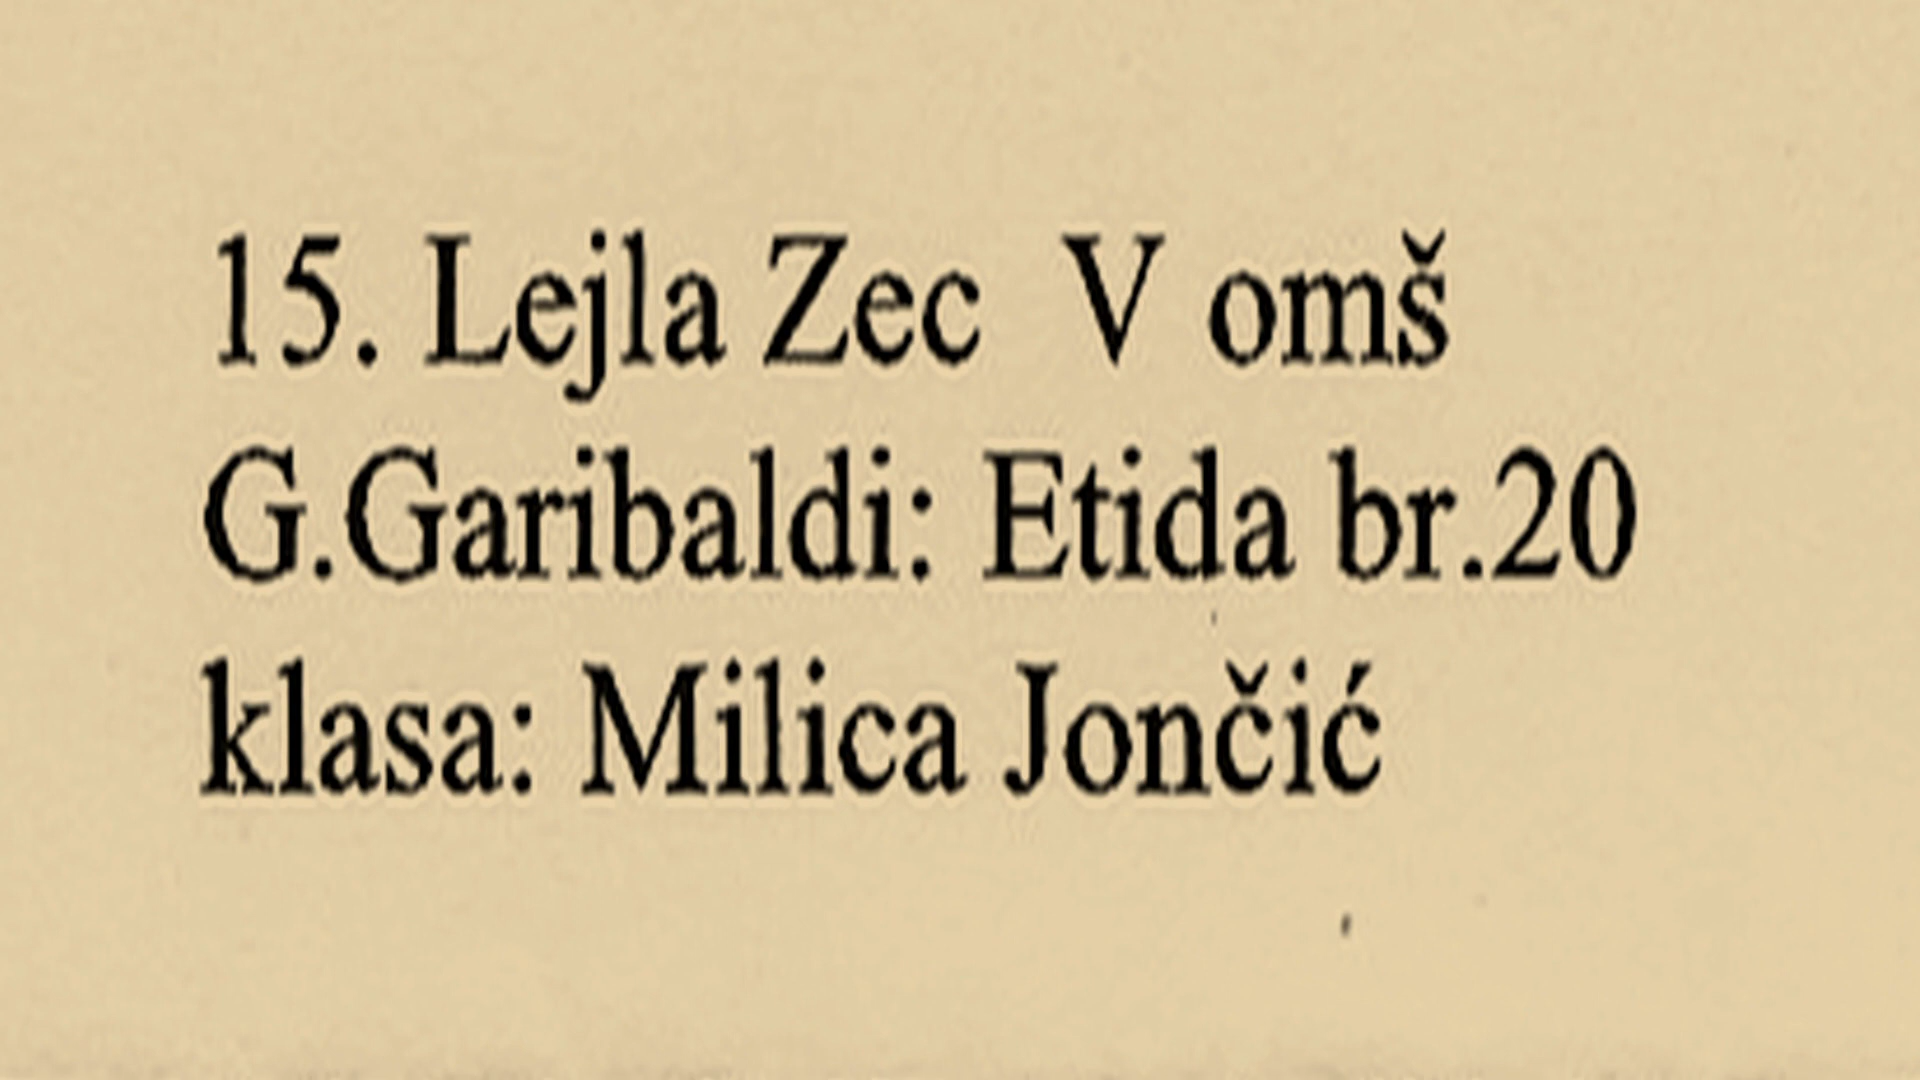 15. Lejla Zec  V omš
G.Garibaldi: Etida br.20
klasa: Milica Jončić